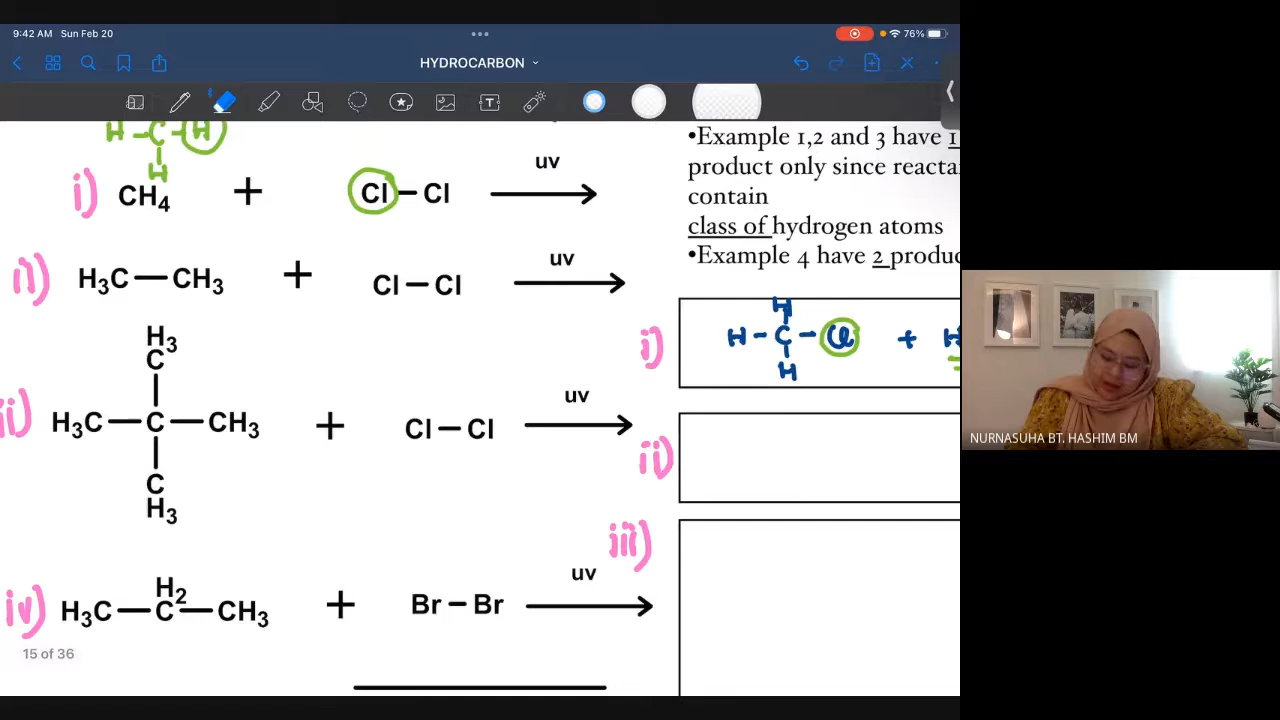 9:42 AM Sun Feb 20
76%
HYDROCARBON
H - C - H
H
i) CH4 + Cl - Cl uv
ii) H3C - CH3 + Cl - Cl uv
H3
C
ii) H3C - C - CH3 + Cl - Cl uv
C
H3
H2
iv) H3C - C - CH3 + Br - Br uv
15 of 36
•Example 1,2 and 3 have 1
product only since reacta
contain
class of hydrogen atoms
•Example 4 have 2 produ
H
i) H - C - Cl + H
H
ii)
iii)
NURNASUHA BT. HASHIM BM